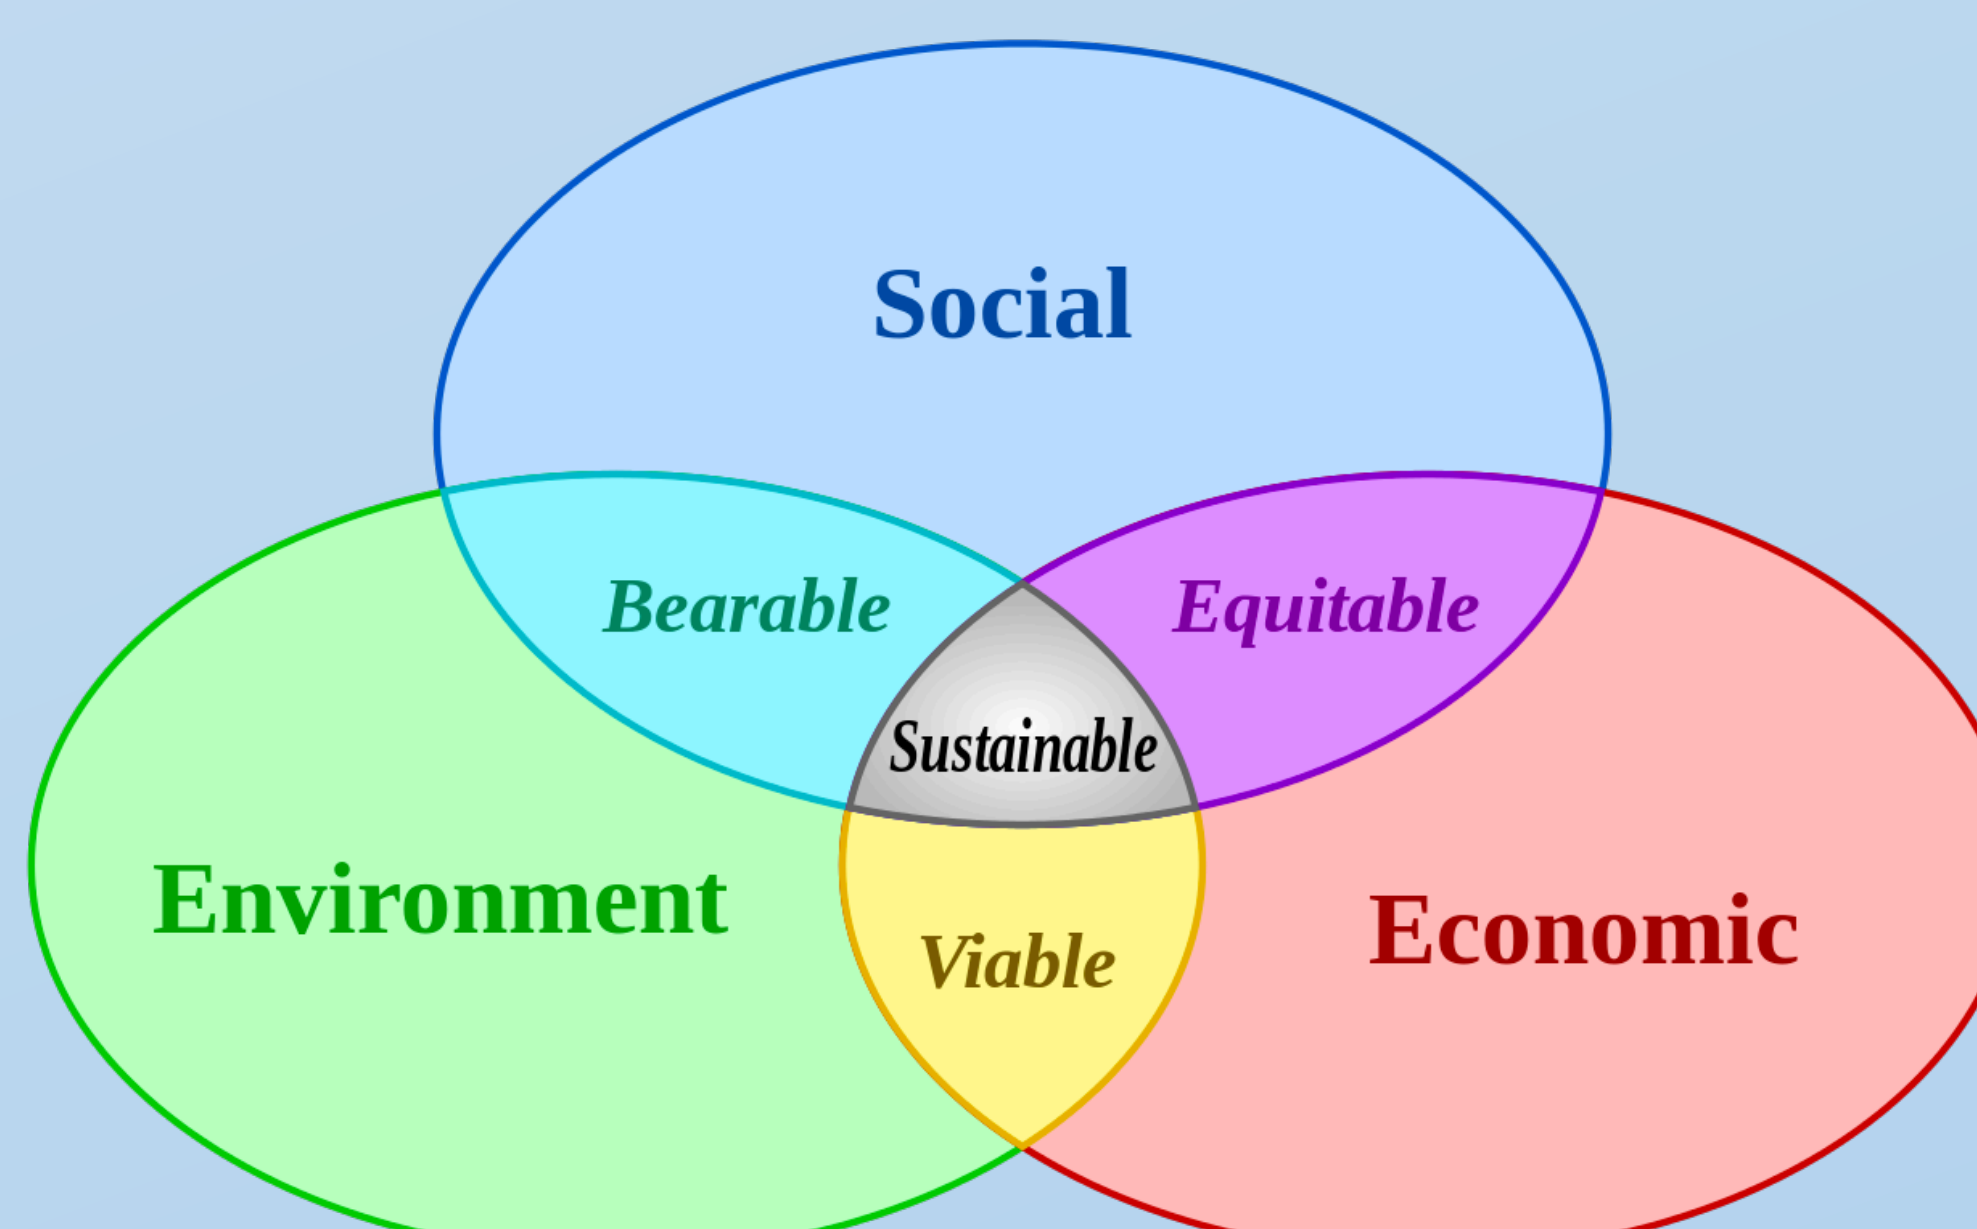 Social
Bearable
Equitable
Sustainable
Environment
Economic
Viable